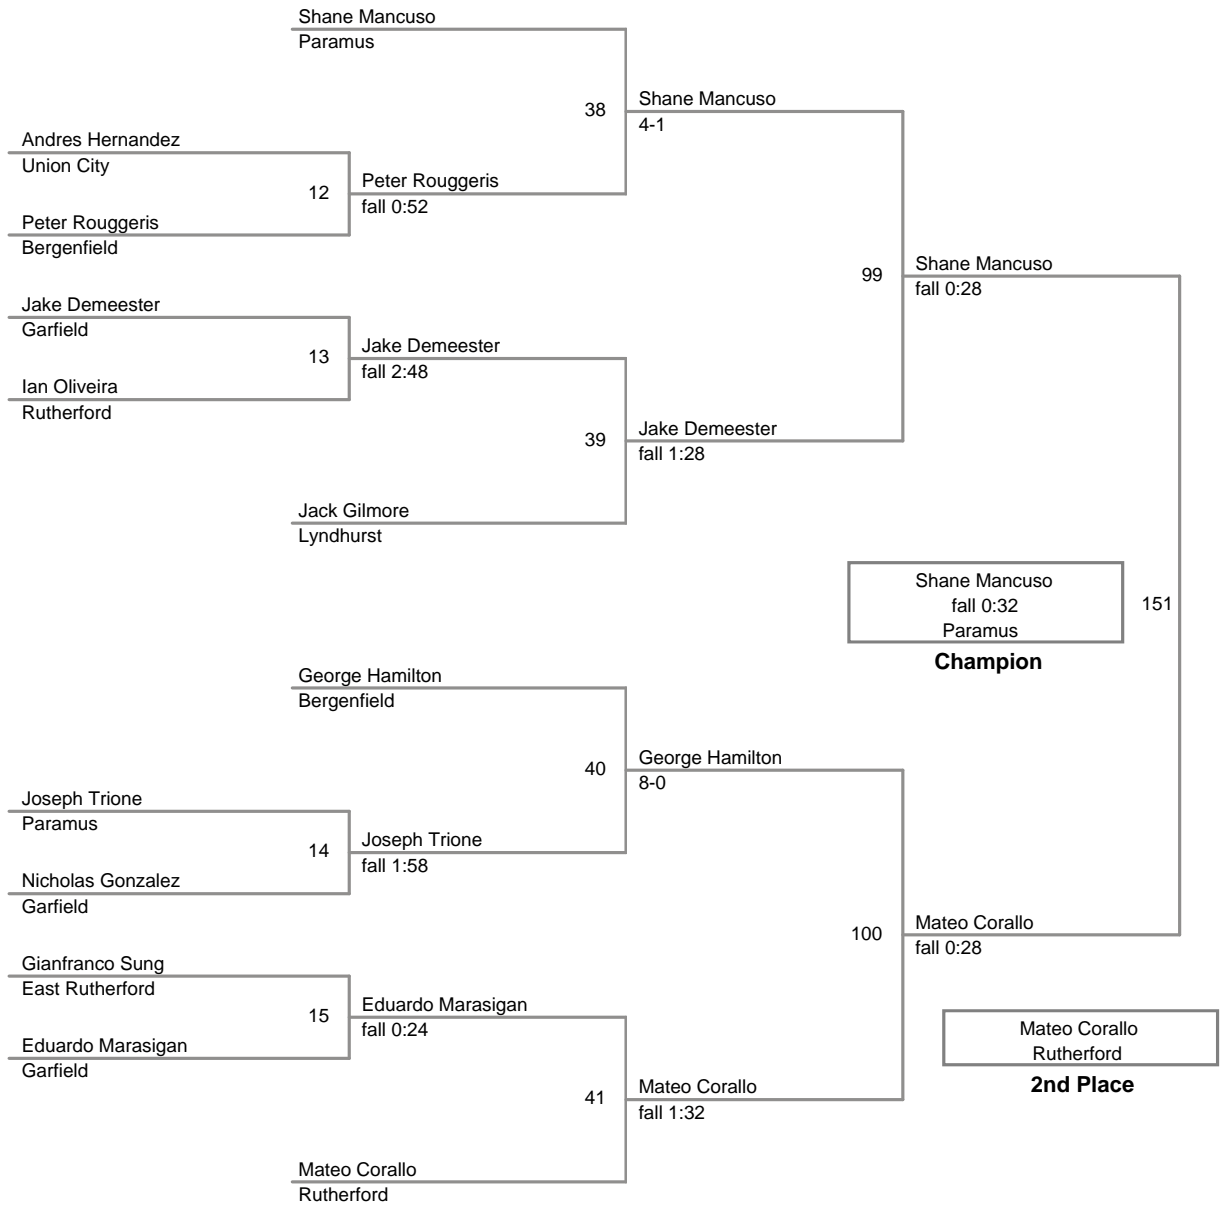 Shane Mancuso
Paramus
38
Shane Mancuso
4-1
Andres Hernandez
Union City
12
Peter Rouggeris
fall 0:52
Peter Rouggeris
Bergenfield
99
Shane Mancuso
fall 0:28
Jake Demeester
Garfield
13
Jake Demeester
fall 2:48
Ian Oliveira
Rutherford
39
Jake Demeester
fall 1:28
Jack Gilmore
Lyndhurst
Shane Mancuso
fall 0:32
Paramus
151
Champion
George Hamilton
Bergenfield
40
George Hamilton
8-0
Joseph Trione
Paramus
14
Joseph Trione
fall 1:58
Nicholas Gonzalez
Garfield
100
Mateo Corallo
fall 0:28
Gianfranco Sung
East Rutherford
15
Eduardo Marasigan
fall 0:24
Eduardo Marasigan
Garfield
Mateo Corallo
Rutherford
2nd Place
41
Mateo Corallo
fall 1:32
Mateo Corallo
Rutherford